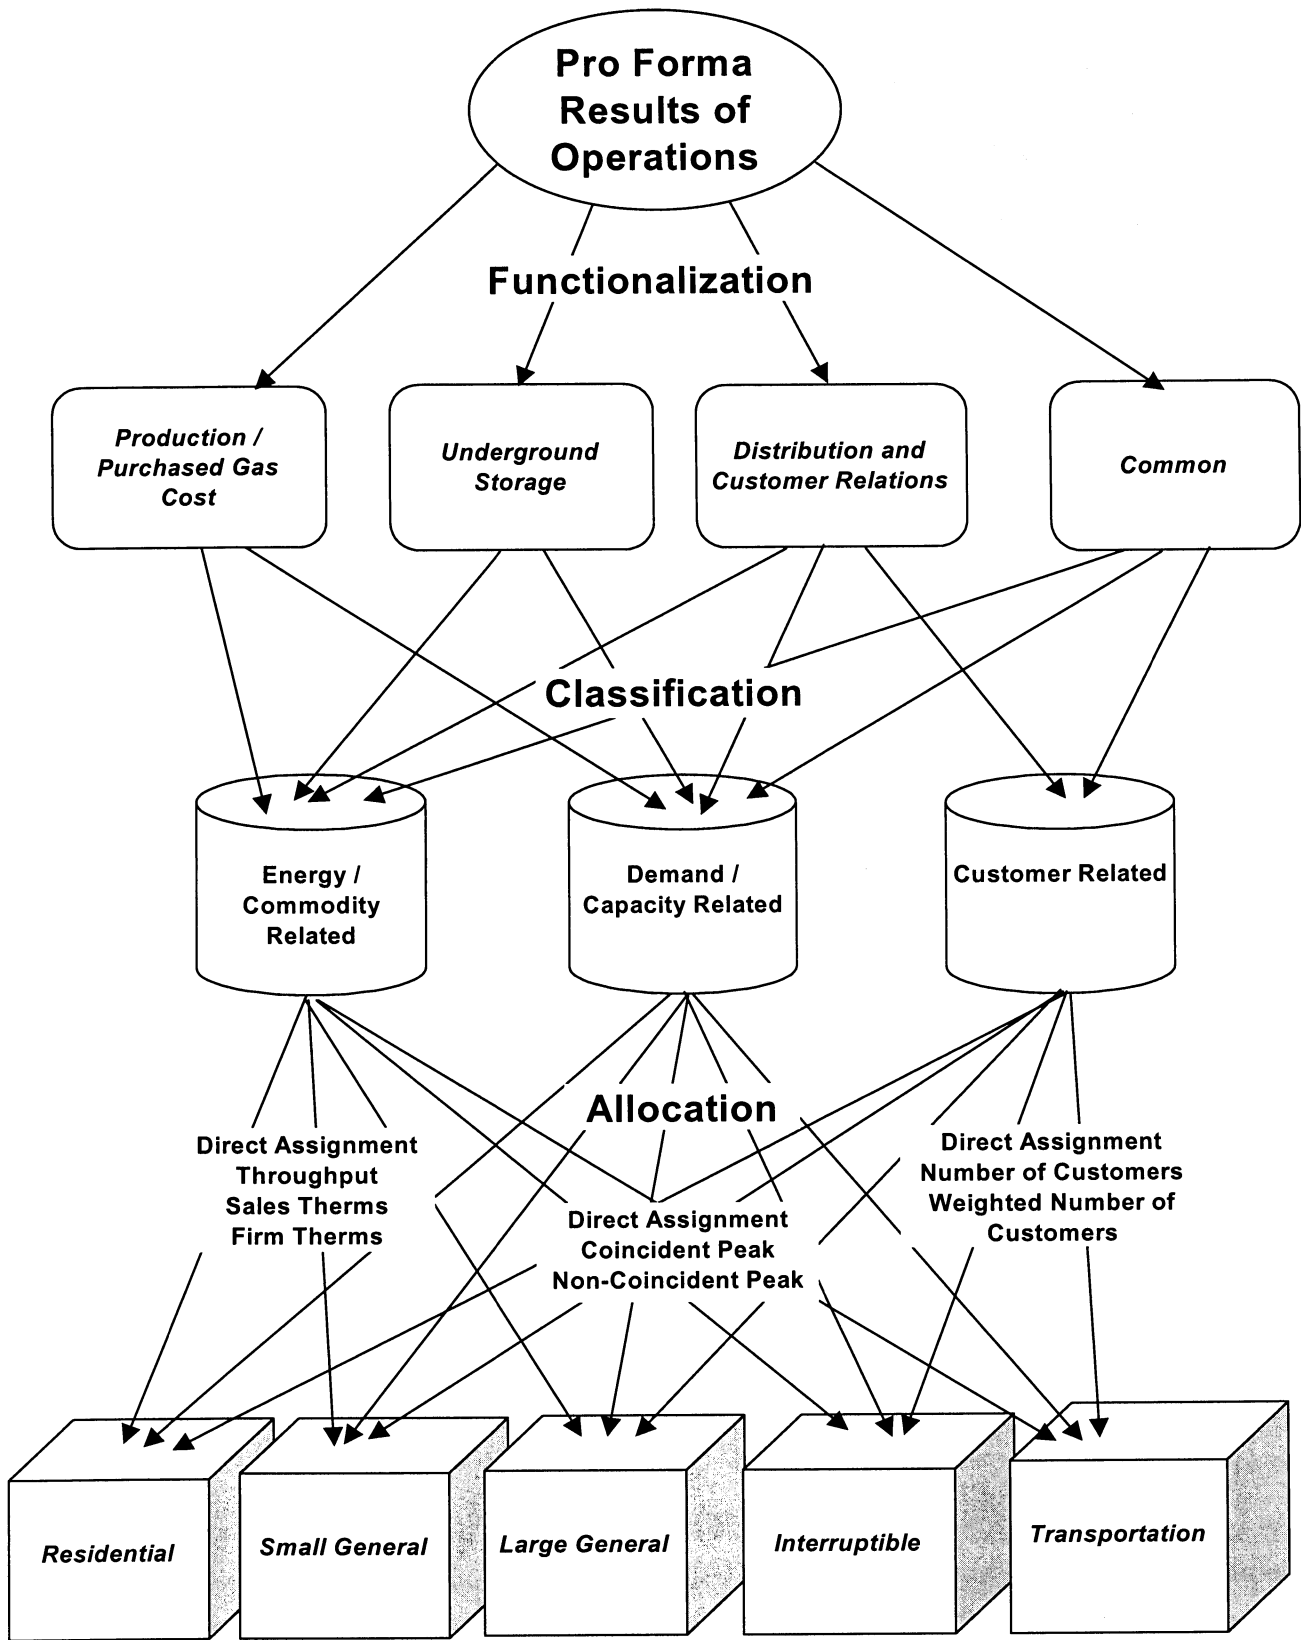 Pro Forma
Results of
Operations
Functionalization
Production /
Purchased Gas
Cost
Underground
Storage
Distribution and
Customer Relations
Common
Classification
Energy /
Commodity
Related
Demand /
Capacity Related
Customer Related
Allocation
Direct Assignment
Throughput
Sales Therms
Firm Therms
Direct Assignment
Coincident Peak
Non-Coincident Peak
Direct Assignment
Number of Customers
Weighted Number of
Customers
Residential
Small General
Large General
Interruptible
Transportation